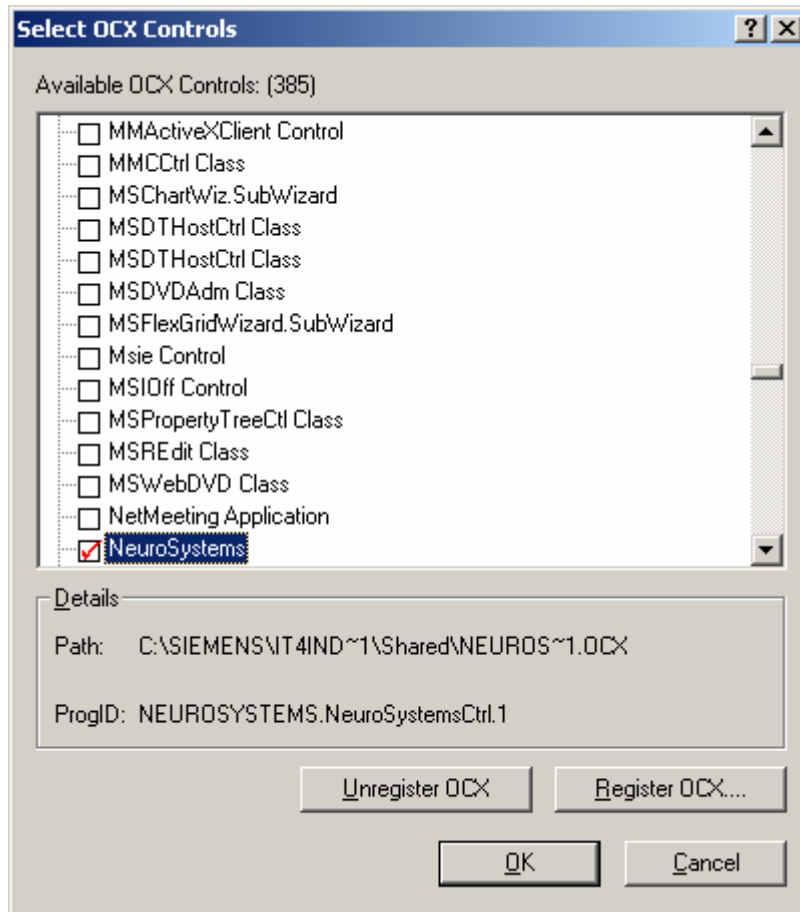 Select OCX Controls
Available OCX Controls: (385)
MMActiveXClient Control
MMCCtrl Class
MSChartWiz.SubWizard
MSDTHostCtrl Class
MSDTHostCtrl Class
MSDVDAdm Class
MSFlexGridWizard.SubWizard
Msie Control
MSIOff Control
MSPropertyTreeCtl Class
MSREdit Class
MSWebDVD Class
NetMeeting Application
NeuroSystems
Details
Path: C:\SIEMENS\IT4IND~1\Shared\NEUROS~1.OCX
ProgID: NEUROSYSTEMS.NeuroSystemsCtrl.1
Unregister OCX Register OCX....
OK Cancel